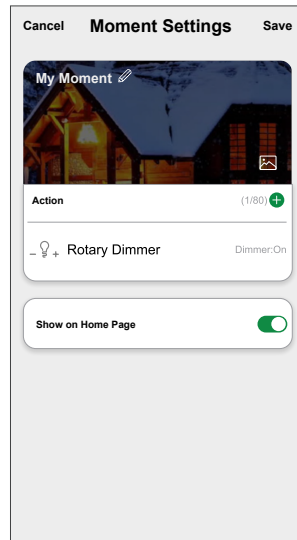 Cancel Moment Settings Save
My Moment
Action (1/80)
Rotary Dimmer Dimmer:On
Show on Home Page